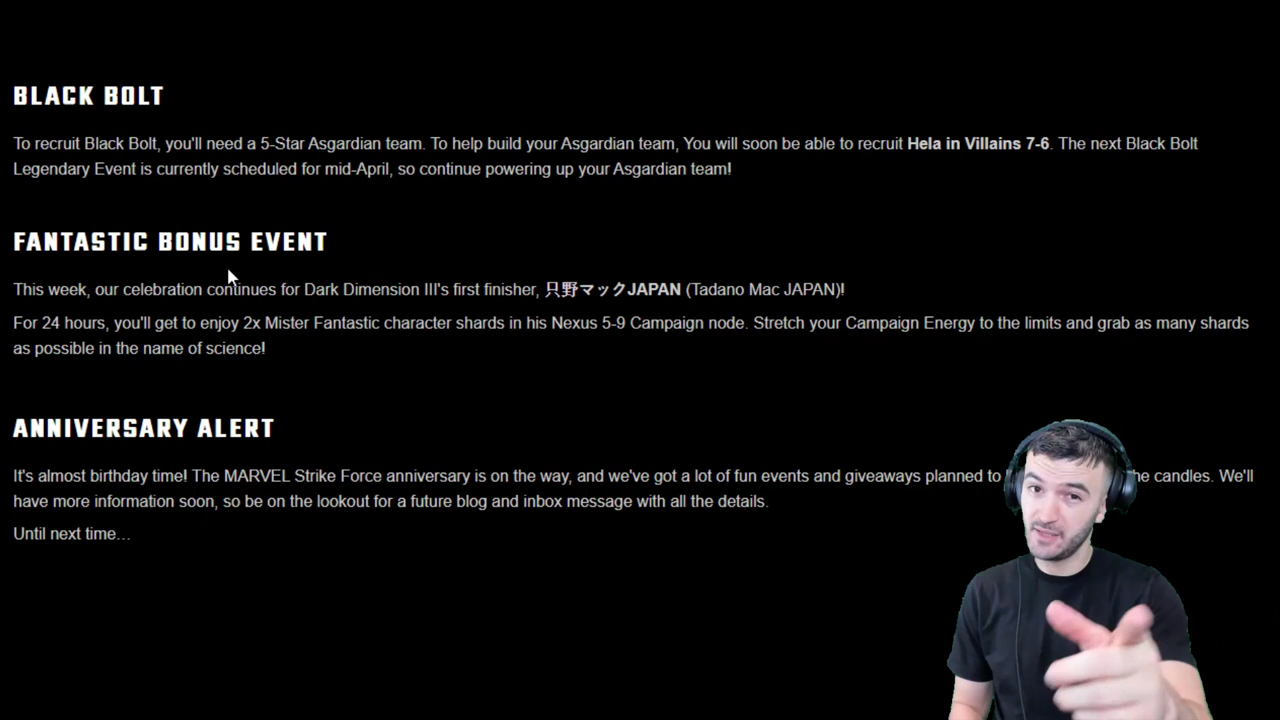 BLACK BOLT
To recruit Black Bolt, you'll need a 5-Star Asgardian team. To help build your Asgardian team, You will soon be able to recruit Hela in Villains 7-6. The next Black Bolt
Legendary Event is currently scheduled for mid-April, so continue powering up your Asgardian team!
FANTASTIC BONUS EVENT
This week, our celebration continues for Dark Dimension III's first finisher, 只野マックJAPAN (Tadano Mac JAPAN)!
For 24 hours, you'll get to enjoy 2x Mister Fantastic character shards in his Nexus 5-9 Campaign node. Stretch your Campaign Energy to the limits and grab as many shards
as possible in the name of science!
ANNIVERSARY ALERT
It's almost birthday time! The MARVEL Strike Force anniversary is on the way, and we've got a lot of fun events and giveaways planned to candles. We'll
have more information soon, so be on the lookout for a future blog and inbox message with all the details.
Until next time…